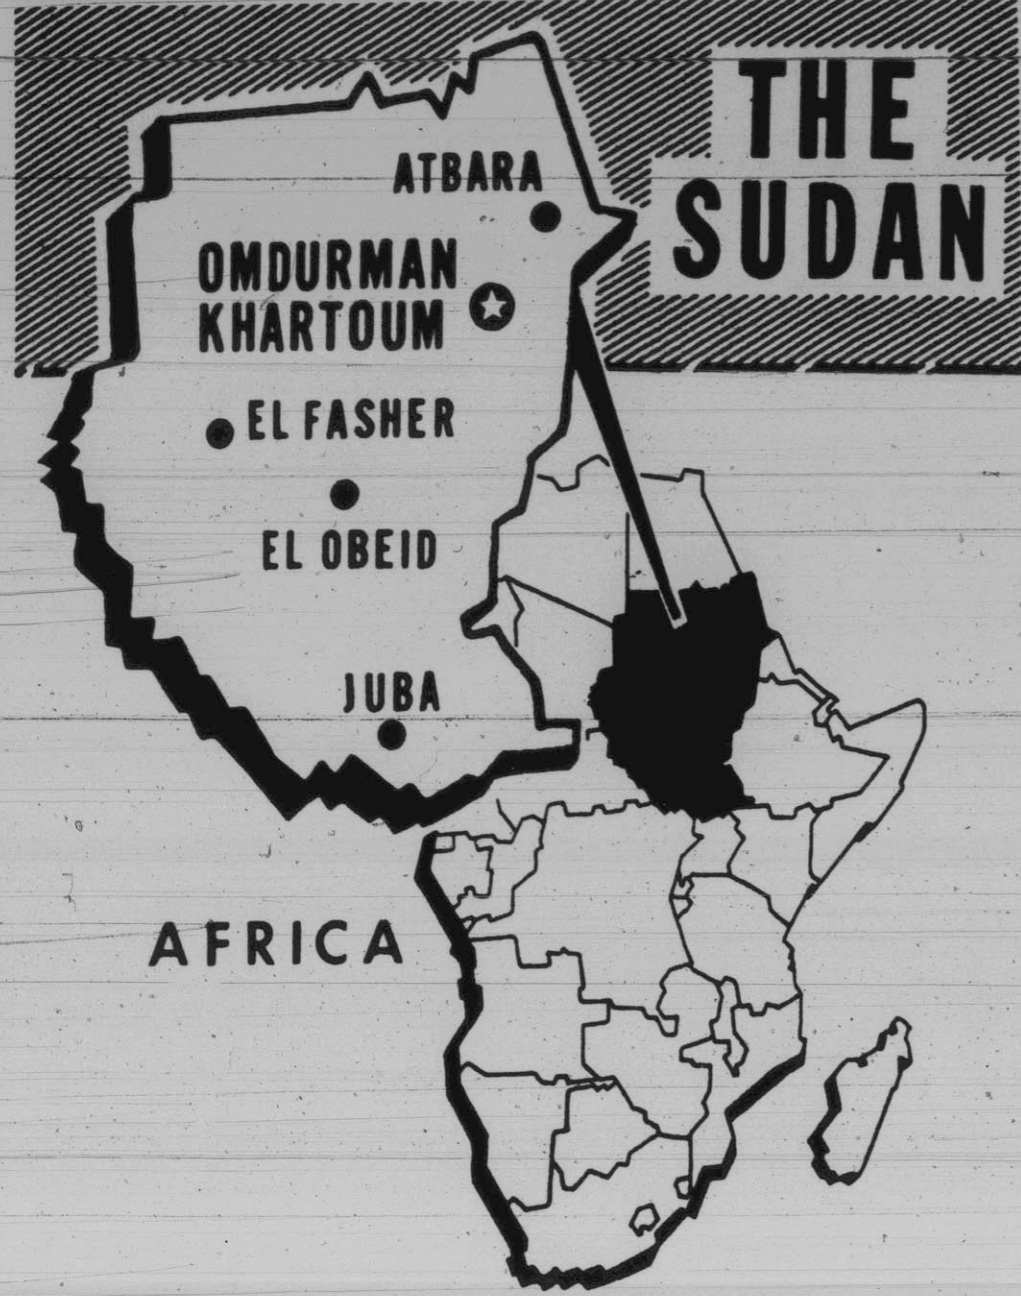 THE
SUDAN
ATBARA
OMDURMAN
KHARTOUM
EL FASHER
EL OBEID
JUBA
AFRICA